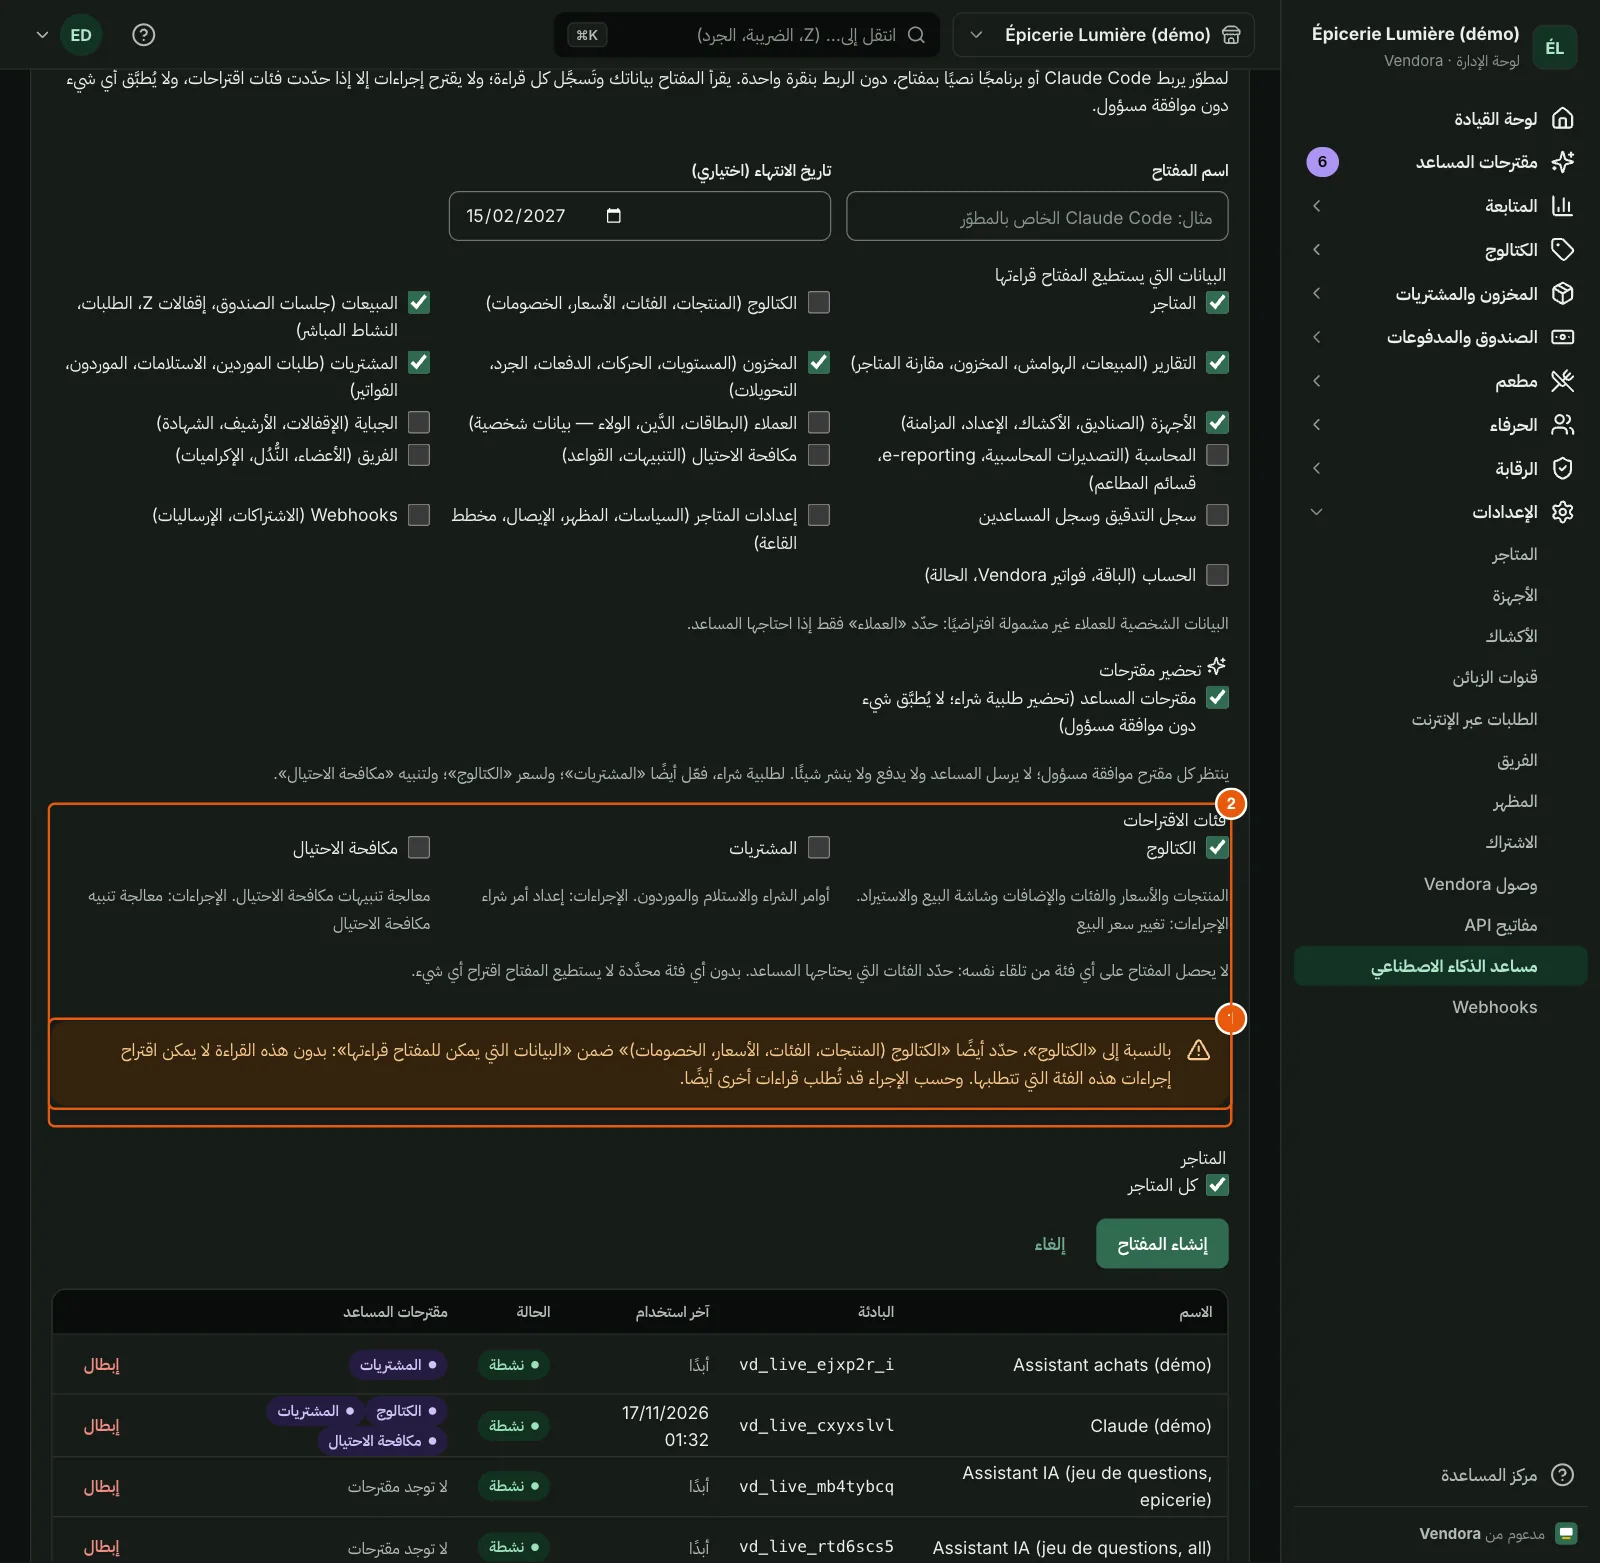 Épicerie Lumière (démo)
لوحة الإدارة · Vendora
ÉL
Épicerie Lumière (démo)
انتقل إلى... (Z، الضريبة، الجرد)
⌘K
ED
لوحة القيادة
مقترحات المساعد
6
المتابعة
الكتالوج
المخزون والمشتريات
الصندوق والمدفوعات
مطعم
الحرفاء
الرقابة
الإعدادات
المتاجر
الأجهزة
الأكشاك
قنوات الزبائن
الطلبات عبر الإنترنت
الفريق
المظهر
الاشتراك
وصول Vendora
مفاتيح API
مساعد الذكاء الاصطناعي
Webhooks
مركز المساعدة
مدعوم من Vendora
لمطوّر يربط Claude Code أو برنامجًا نصيًا بمفتاح، دون الربط بنقرة واحدة. يقرأ المفتاح بياناتك وتُسجَّل كل قراءة؛ ولا يقترح إجراءات إلا إذا حدّدت فئات اقتراحات، ولا يُطبَّق أي شيء
دون موافقة مسؤول.
اسم المفتاح
تاريخ الانتهاء (اختياري)
مثال: Claude Code الخاص بالمطوّر
15/02/2027
البيانات التي يستطيع المفتاح قراءتها
المتاجر
الكتالوج (المنتجات، الفئات، الأسعار، الخصومات)
المبيعات (جلسات الصندوق، إقفالات Z، الطلبات،
النشاط المباشر)
التقارير (المبيعات، الهوامش، المخزون، مقارنة المتاجر)
المخزون (المستويات، الحركات، الدفعات، الجرد،
التحويلات)
المشتريات (طلبات الموردين، الاستلامات، الموردون،
الفواتير)
الأجهزة (الصناديق، الأكشاك، الإعداد، المزامنة)
العملاء (البطاقات، الدَّين، الولاء — بيانات شخصية)
الجباية (الإقفالات، الأرشيف، الشهادة)
المحاسبة (التصديرات المحاسبية، e-reporting،
قسائم المطاعم)
مكافحة الاحتيال (التنبيهات، القواعد)
الفريق (الأعضاء، النُّدُل، الإكراميات)
سجل التدقيق وسجل المساعدين
إعدادات المتاجر (السياسات، المظهر، الإيصال، مخطط
القاعة)
Webhooks (الاشتراكات، الإرساليات)
الحساب (الباقة، فواتير Vendora، الحالة)
البيانات الشخصية للعملاء غير مشمولة افتراضيًا: حدّد «العملاء» فقط إذا احتاجها المساعد.
تحضير مقترحات
مقترحات المساعد (تحضير طلبية شراء؛ لا يُطبَّق شيء
دون موافقة مسؤول)
ينتظر كل مقترح موافقة مسؤول؛ لا يرسل المساعد ولا يدفع ولا ينشر شيئًا. لطلبية شراء، فعّل أيضًا «المشتريات»؛ ولسعر «الكتالوج»؛ ولتنبيه «مكافحة الاحتيال».
2
فئات الاقتراحات
الكتالوج
المشتريات
مكافحة الاحتيال
المنتجات والأسعار والفئات والإضافات وشاشة البيع والاستيراد.
الإجراءات: تغيير سعر البيع
أوامر الشراء والاستلام والموردون. الإجراءات: إعداد أمر شراء
معالجة تنبيهات مكافحة الاحتيال. الإجراءات: معالجة تنبيه
مكافحة الاحتيال
لا يحصل المفتاح على أي فئة من تلقاء نفسه: حدّد الفئات التي يحتاجها المساعد. بدون أي فئة محدَّدة لا يستطيع المفتاح اقتراح أي شيء.
بالنسبة إلى «الكتالوج»، حدّد أيضًا «الكتالوج (المنتجات، الفئات، الأسعار، الخصومات)» ضمن «البيانات التي يمكن للمفتاح قراءتها»: بدون هذه القراءة لا يمكن اقتراح
إجراءات هذه الفئة التي تتطلبها. وحسب الإجراء قد تُطلب قراءات أخرى أيضًا.
المتاجر
كل المتاجر
إنشاء المفتاح
إلغاء
الاسم
البادئة
آخر استخدام
الحالة
مقترحات المساعد
Assistant achats (démo)
vd_live_ejxp2r_i
أبدًا
نشطة
المشتريات
إبطال
Claude (démo)
vd_live_cxyxslvl
17/11/2026
01:32
نشطة
الكتالوج
المشتريات
مكافحة الاحتيال
إبطال
Assistant IA (jeu de questions,
epicerie)
vd_live_mb4tybcq
أبدًا
نشطة
لا توجد مقترحات
إبطال
Assistant IA (jeu de questions, all)
vd_live_rtd6scs5
أبدًا
نشطة
لا توجد مقترحات
إبطال